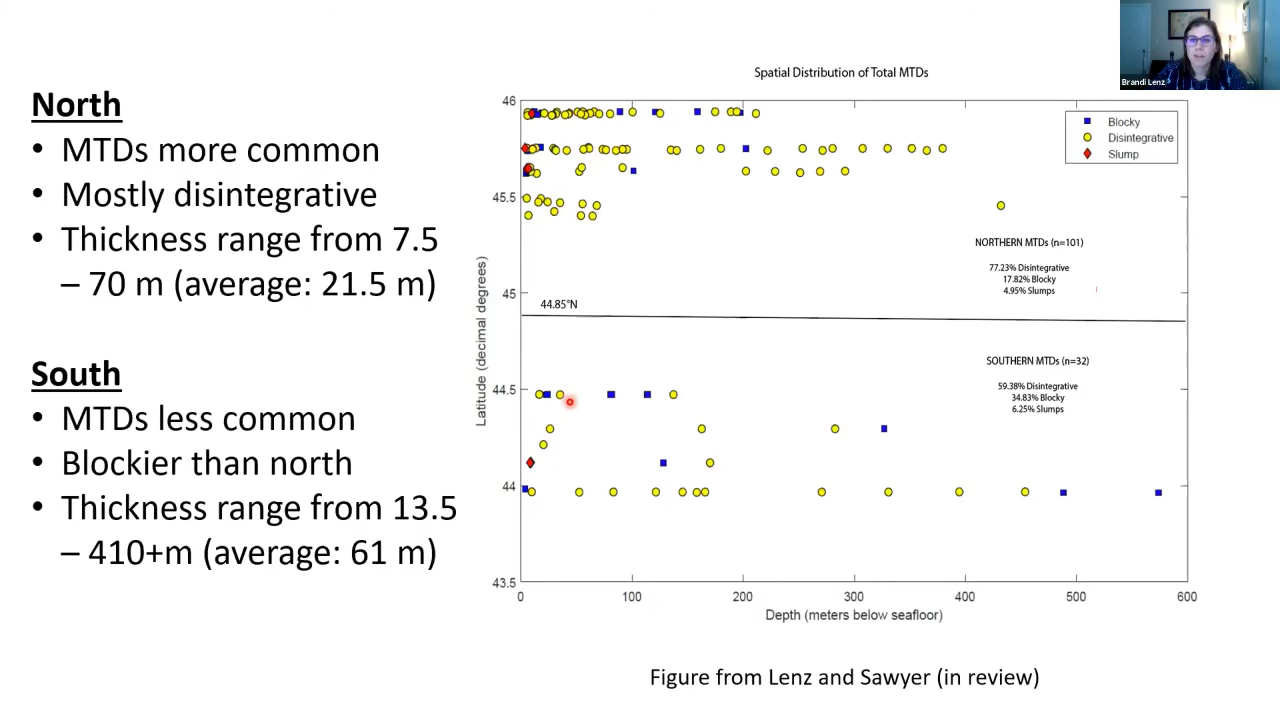 Brandi Lenz
North
• MTDs more common
• Mostly disintegrative
• Thickness range from 7.5
– 70 m (average: 21.5 m)
South
• MTDs less common
• Blockier than north
• Thickness range from 13.5
– 410+m (average: 61 m)
Spatial Distribution of Total MTDs
Blocky
Disintegrative
Slump
NORTHERN MTDs (n=101)
77.23% Disintegrative
17.82% Blocky
4.95% Slumps
44.85°N
SOUTHERN MTDs (n=32)
59.38% Disintegrative
34.83% Blocky
6.25% Slumps
Latitude (decimal degrees)
46
45.5
45
44.5
44
43.5
0 100 200 300 400 500 600
Depth (meters below seafloor)
Figure from Lenz and Sawyer (in review)